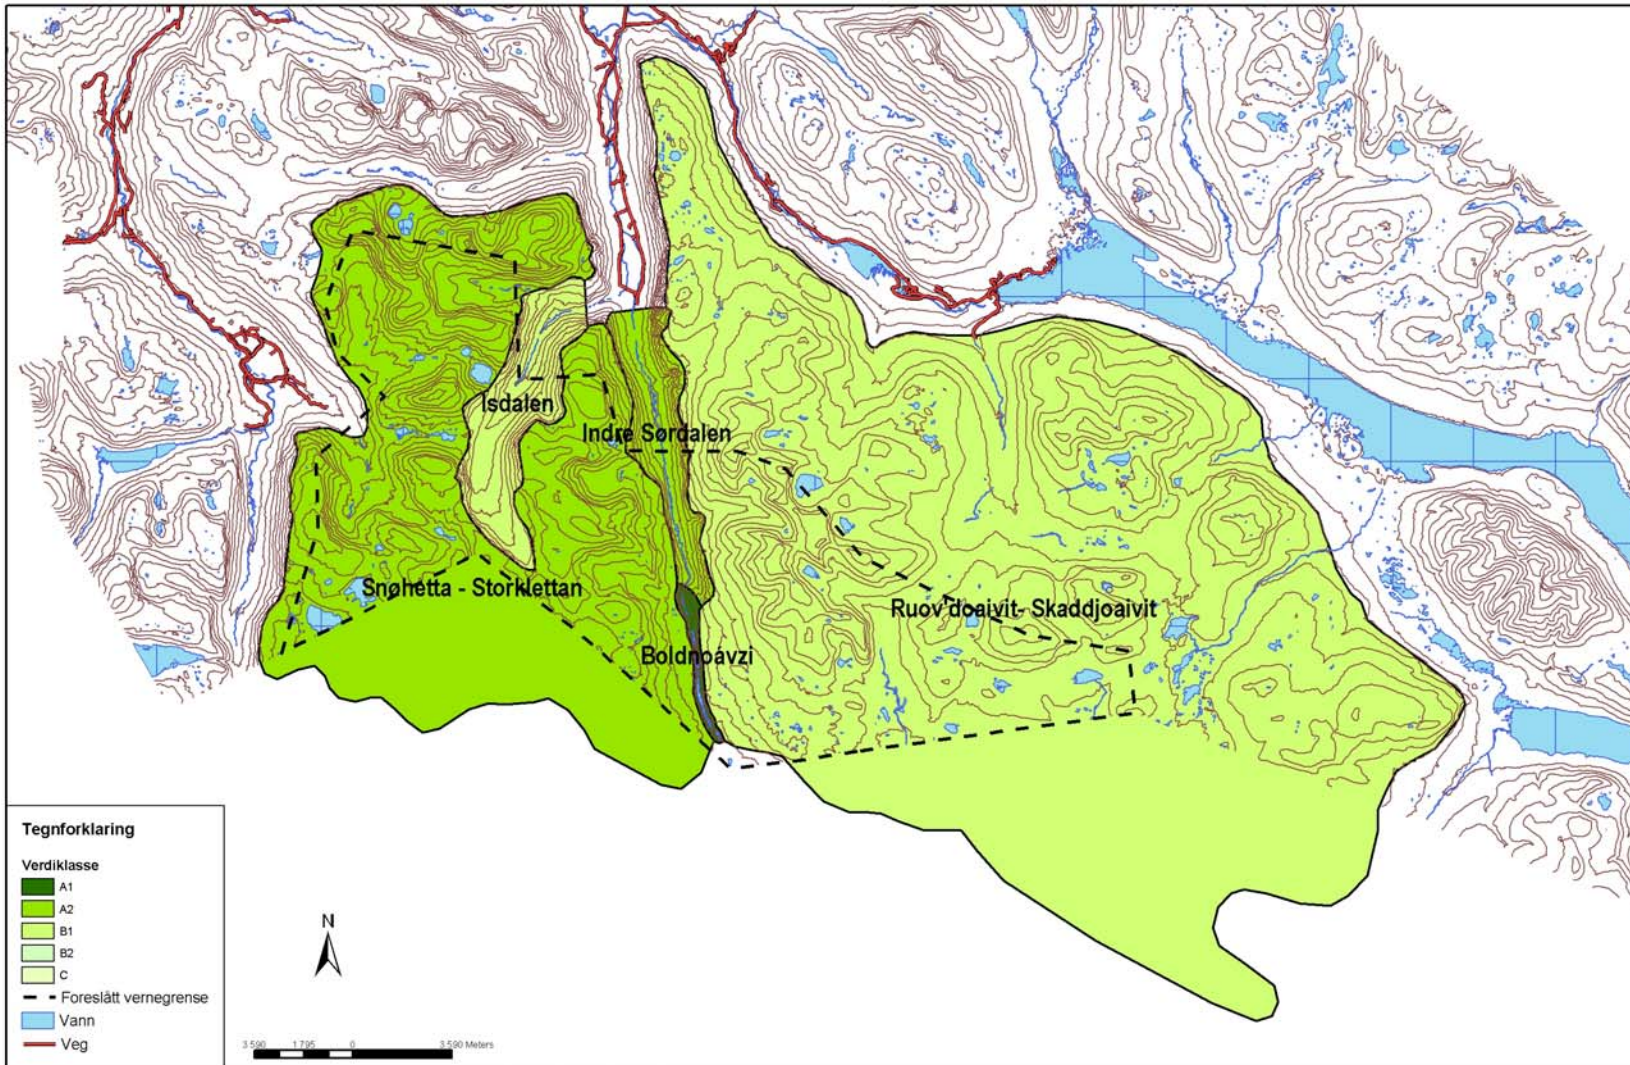 Isdalen
Indre Sørdalen
Snøhetta - Storklettan
Ruov'doaivit- Skaddjoaivit
Boldnoávzi
Tegnforklaring
Verdiklasse
A1
A2
B1
B2
C
Foreslått vernegrense
Vann
Veg
N
3 590 1 795 0 3 590 Meters